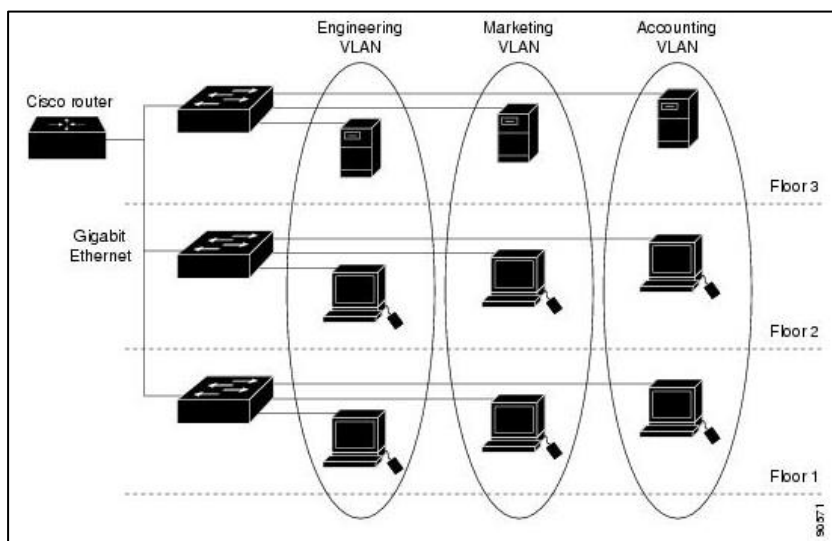 Engineering
VLAN
Marketing
VLAN
Accounting
VLAN
Cisco router
Floor 3
Gigabit
Ethernet
Floor 2
Floor 1
90571